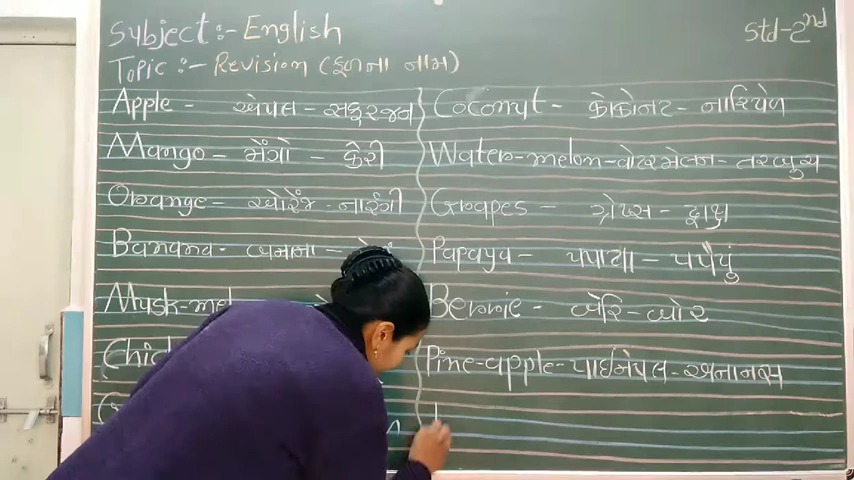 Subject :- English
Std-2nd
Topic :- Revision (ફળના નામ)
Apple - એપલ - સફરજન
Mango - મેંગો - કેરી
Orange - ઓરેંજ - નારંગી
Banana - બનાના -
Musk-mel
Chi
Coconut - કોકોનટ - નારિયેળ
Water-melon - વોટરમેલન - તરબુચ
Grapes - ગ્રેપ્સ - દ્રાક્ષ
Papaya - પપાયા - પપૈયું
Berrie - બેરિ - બોર
Pine-apple - પાઈનેપલ - અનાનસ